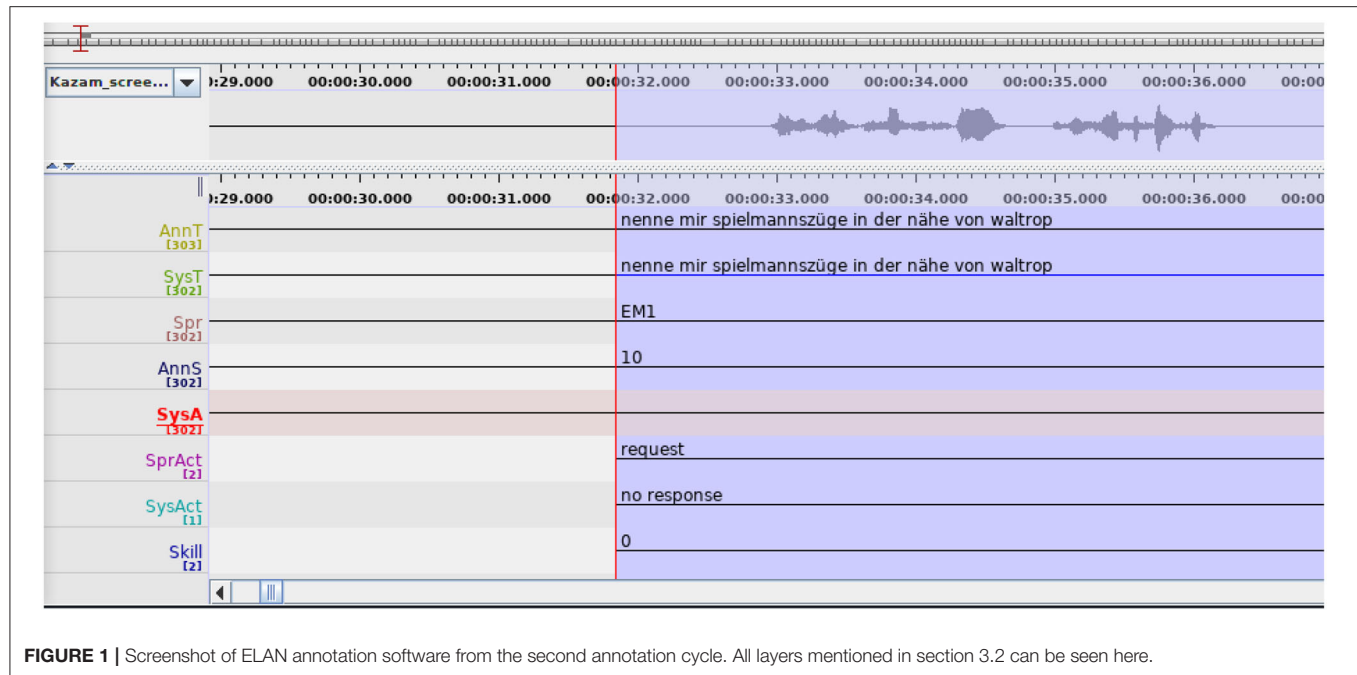 Kazam_scree...
):29.000 00:00:30.000 00:00:31.000 00:00:32.000 00:00:33.000 00:00:34.000 00:00:35.000 00:00:36.000 00:00
):29.000 00:00:30.000 00:00:31.000 00:00:32.000 00:00:33.000 00:00:34.000 00:00:35.000 00:00:36.000 00:00
AnnT nenne mir spielmannszüge in der nähe von waltrop
[303]
SysT nenne mir spielmannszüge in der nähe von waltrop
[302]
Spr EM1
[302]
AnnS 10
[302]
SysA
[302]
SprAct request
[2]
SysAct no response
[1]
Skill 0
[2]
FIGURE 1 | Screenshot of ELAN annotation software from the second annotation cycle. All layers mentioned in section 3.2 can be seen here.